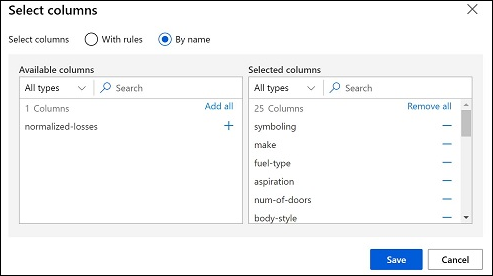 Select columns
Select columns With rules By name
Available columns
All types Search
1 Columns Add all
normalized-losses
Selected columns
All types Search
25 Columns Remove all
symboling
make
fuel-type
aspiration
num-of-doors
body-style
Save Cancel